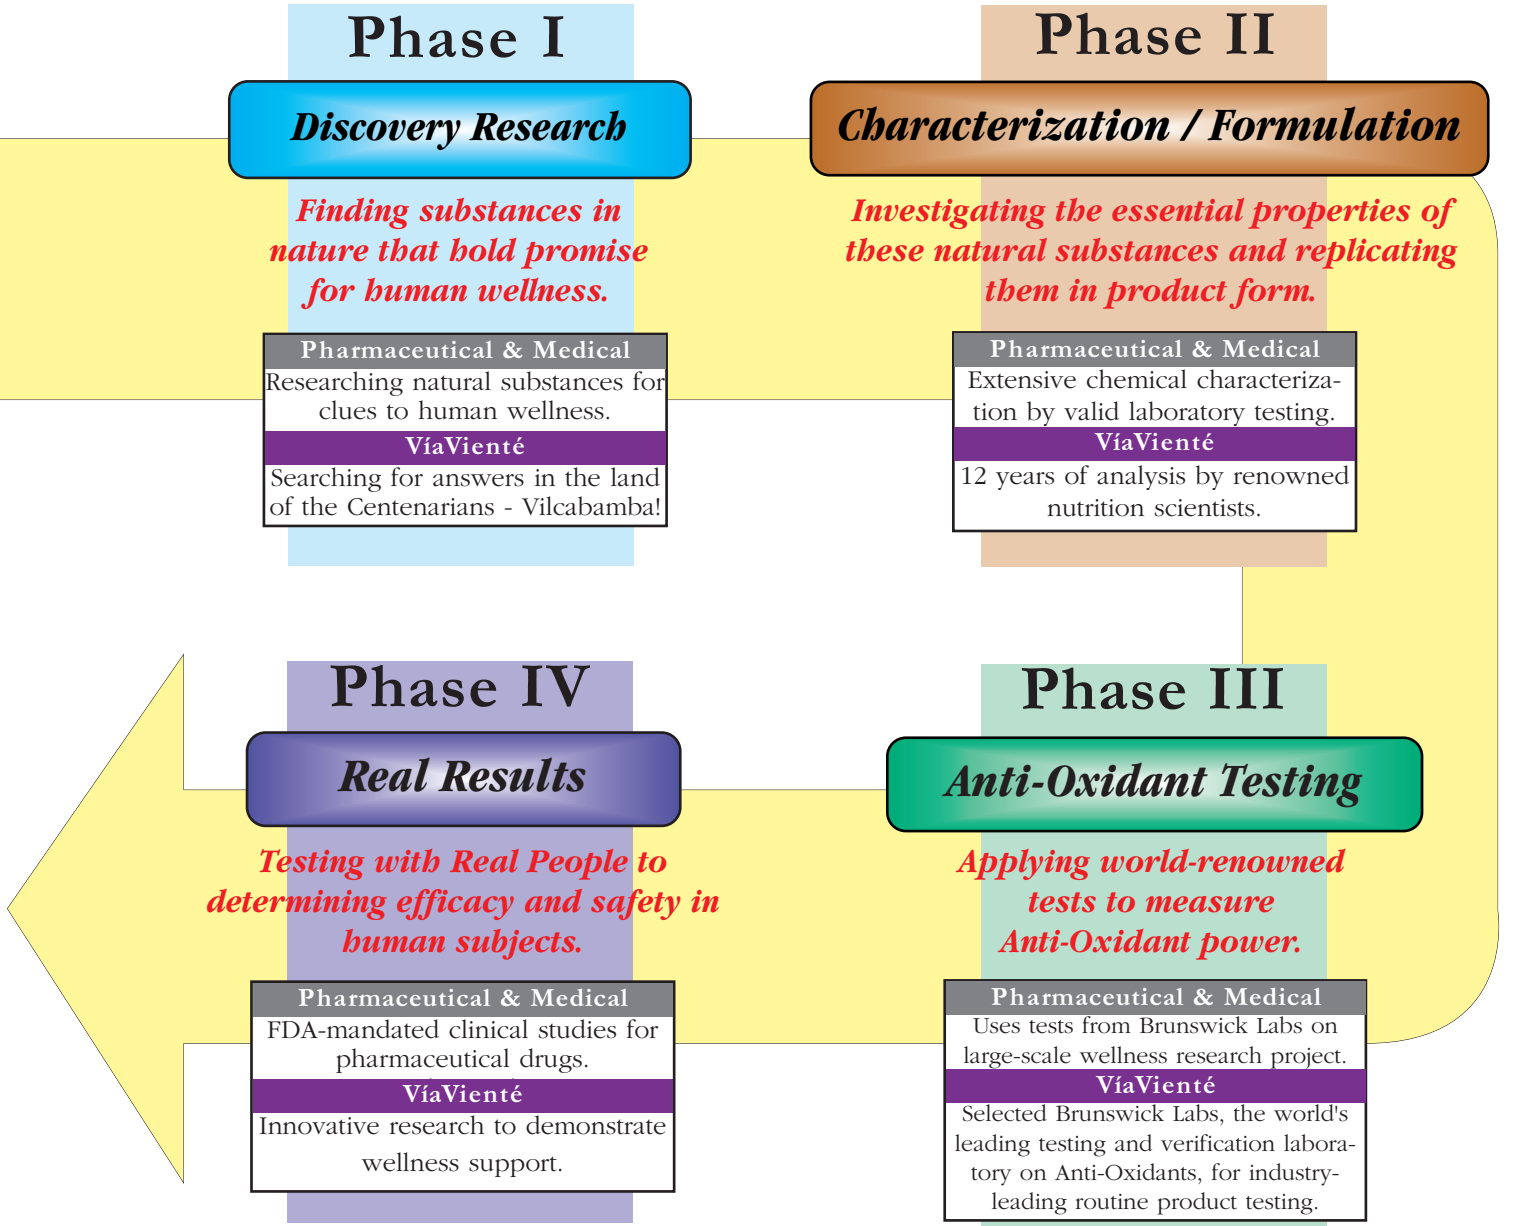 Phase I
Discovery Research
Finding substances in
nature that hold promise
for human wellness.
Pharmaceutical & Medical
Researching natural substances for
clues to human wellness.
VíaVienté
Searching for answers in the land
of the Centenarians - Vilcabamba!
Phase II
Characterization / Formulation
Investigating the essential properties of
these natural substances and replicating
them in product form.
Pharmaceutical & Medical
Extensive chemical characteriza-
tion by valid laboratory testing.
VíaVienté
12 years of analysis by renowned
nutrition scientists.
Phase III
Anti-Oxidant Testing
Applying world-renowned
tests to measure
Anti-Oxidant power.
Pharmaceutical & Medical
Uses tests from Brunswick Labs on
large-scale wellness research project.
VíaVienté
Selected Brunswick Labs, the world's
leading testing and verification labora-
tory on Anti-Oxidants, for industry-
leading routine product testing.
Phase IV
Real Results
Testing with Real People to
determining efficacy and safety in
human subjects.
Pharmaceutical & Medical
FDA-mandated clinical studies for
pharmaceutical drugs.
VíaVienté
Innovative research to demonstrate
wellness support.